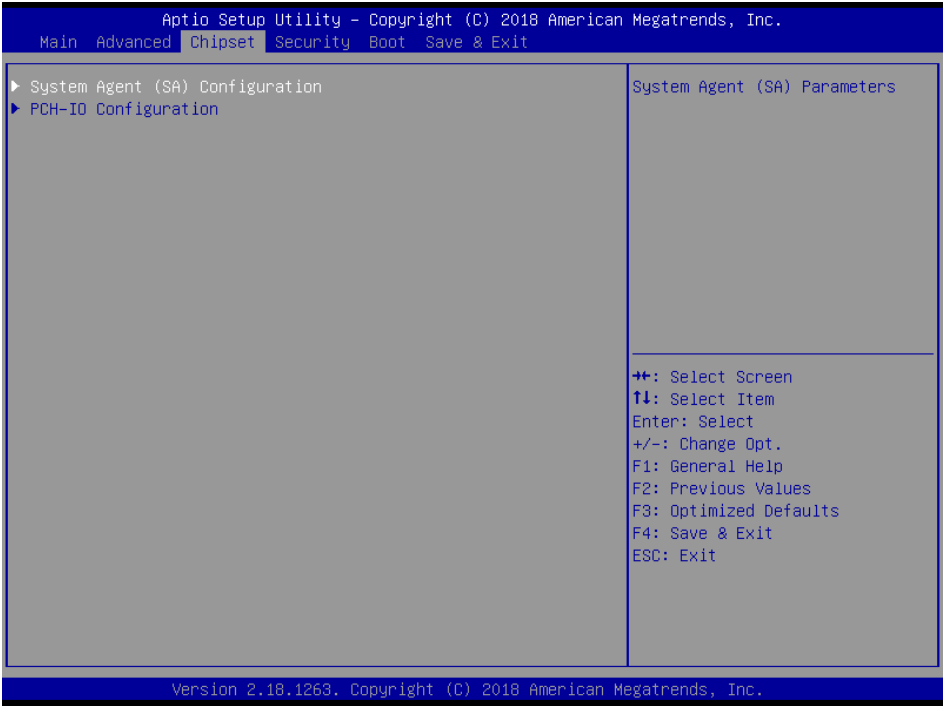 Aptio Setup Utility – Copyright (C) 2018 American Megatrends, Inc.
Main Advanced Chipset Security Boot Save & Exit
▶ System Agent (SA) Configuration
▶ PCH-IO Configuration
System Agent (SA) Parameters
→←: Select Screen
↑↓: Select Item
Enter: Select
+/-: Change Opt.
F1: General Help
F2: Previous Values
F3: Optimized Defaults
F4: Save & Exit
ESC: Exit
Version 2.18.1263. Copyright (C) 2018 American Megatrends, Inc.